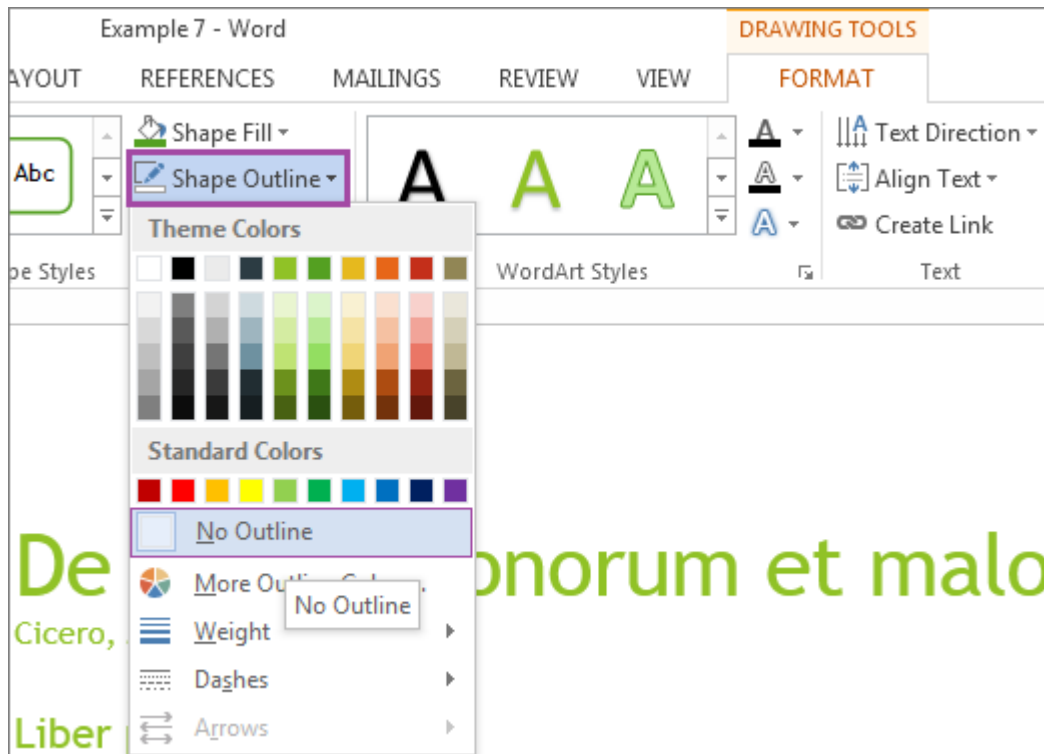 Example 7 - Word
DRAWING TOOLS
AYOUT REFERENCES MAILINGS REVIEW VIEW FORMAT
Abc
Shape Fill
Shape Outline
A A A
A
A
A
Text Direction
Align Text
Create Link
pe Styles
WordArt Styles
Text
Theme Colors
Standard Colors
No Outline
More Outline
No Outline
Weight
Dashes
Arrows
De onorum et malo
Cicero,
Liber